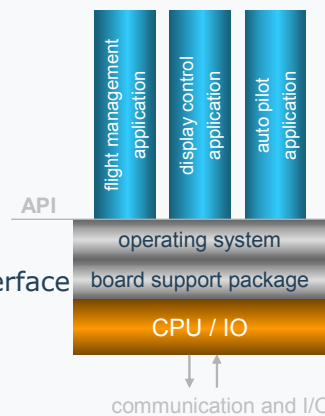 flight management
application
display control
application
auto pilot
application
API
operating system
erface
board support package
CPU / IO
communication and I/O